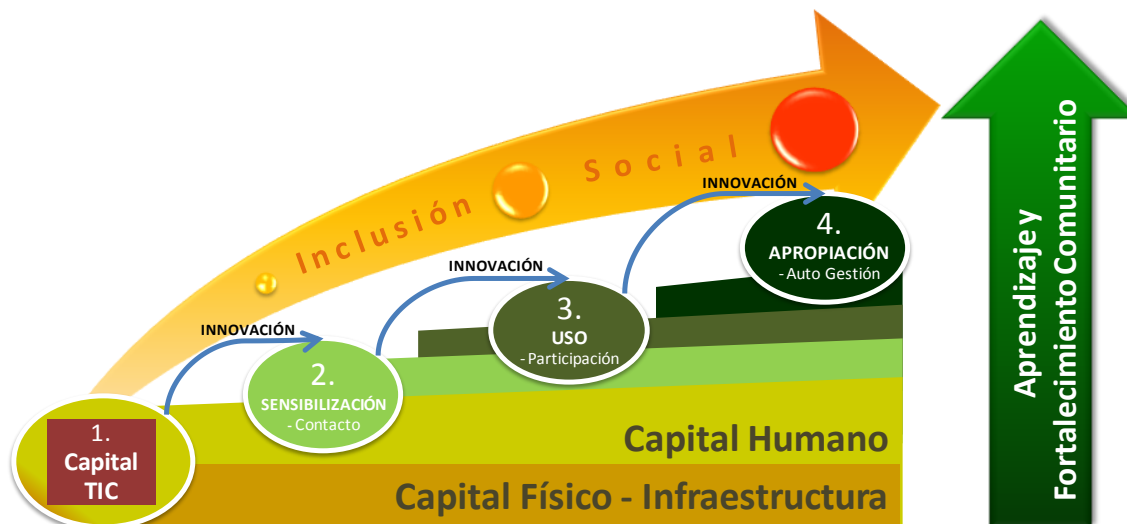 Inclusión Social
INNOVACIÓN
INNOVACIÓN
INNOVACIÓN
1.
Capital
TIC
2.
SENSIBILIZACIÓN
- Contacto
3.
USO
- Participación
4.
APROPIACIÓN
- Auto Gestión
Capital Humano
Capital Físico - Infraestructura
Aprendizaje y
Fortalecimiento Comunitario